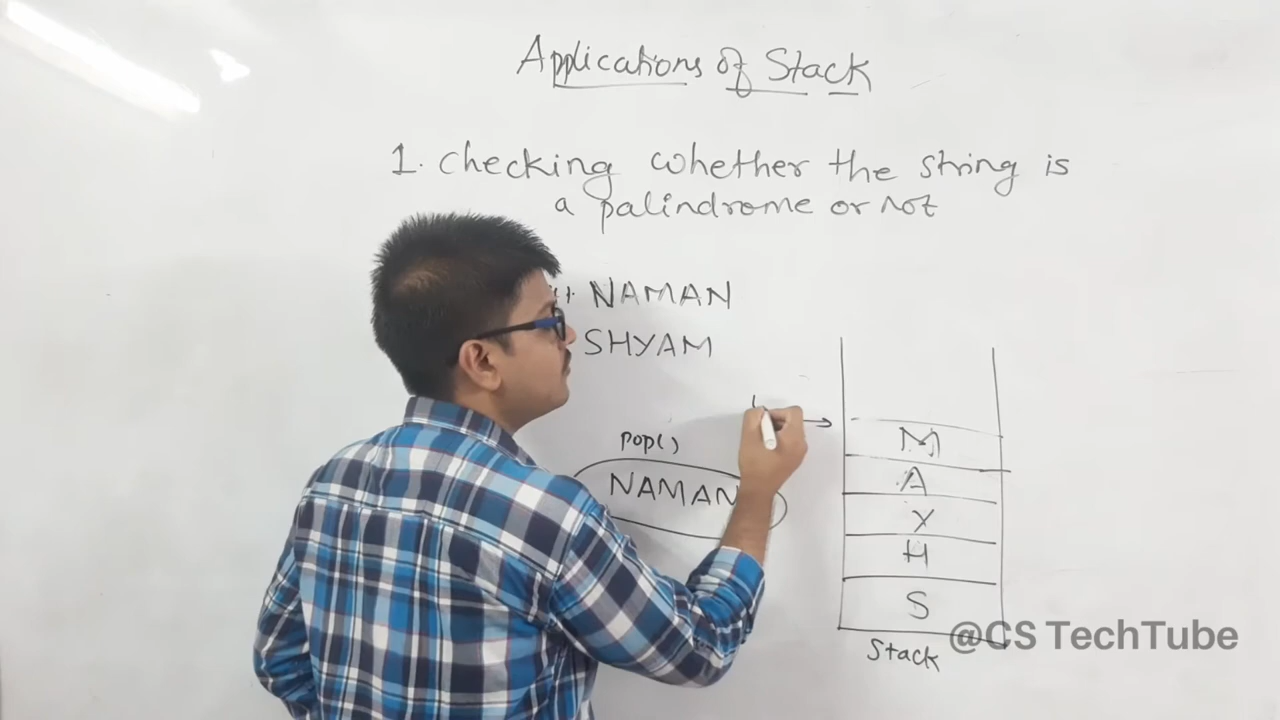 Applications of Stack
1. Checking whether the string is
a palindrome or not
NAMAN
SHYAM
pop()
NAMAN
M
A
Y
H
S
Stack
@CS TechTube